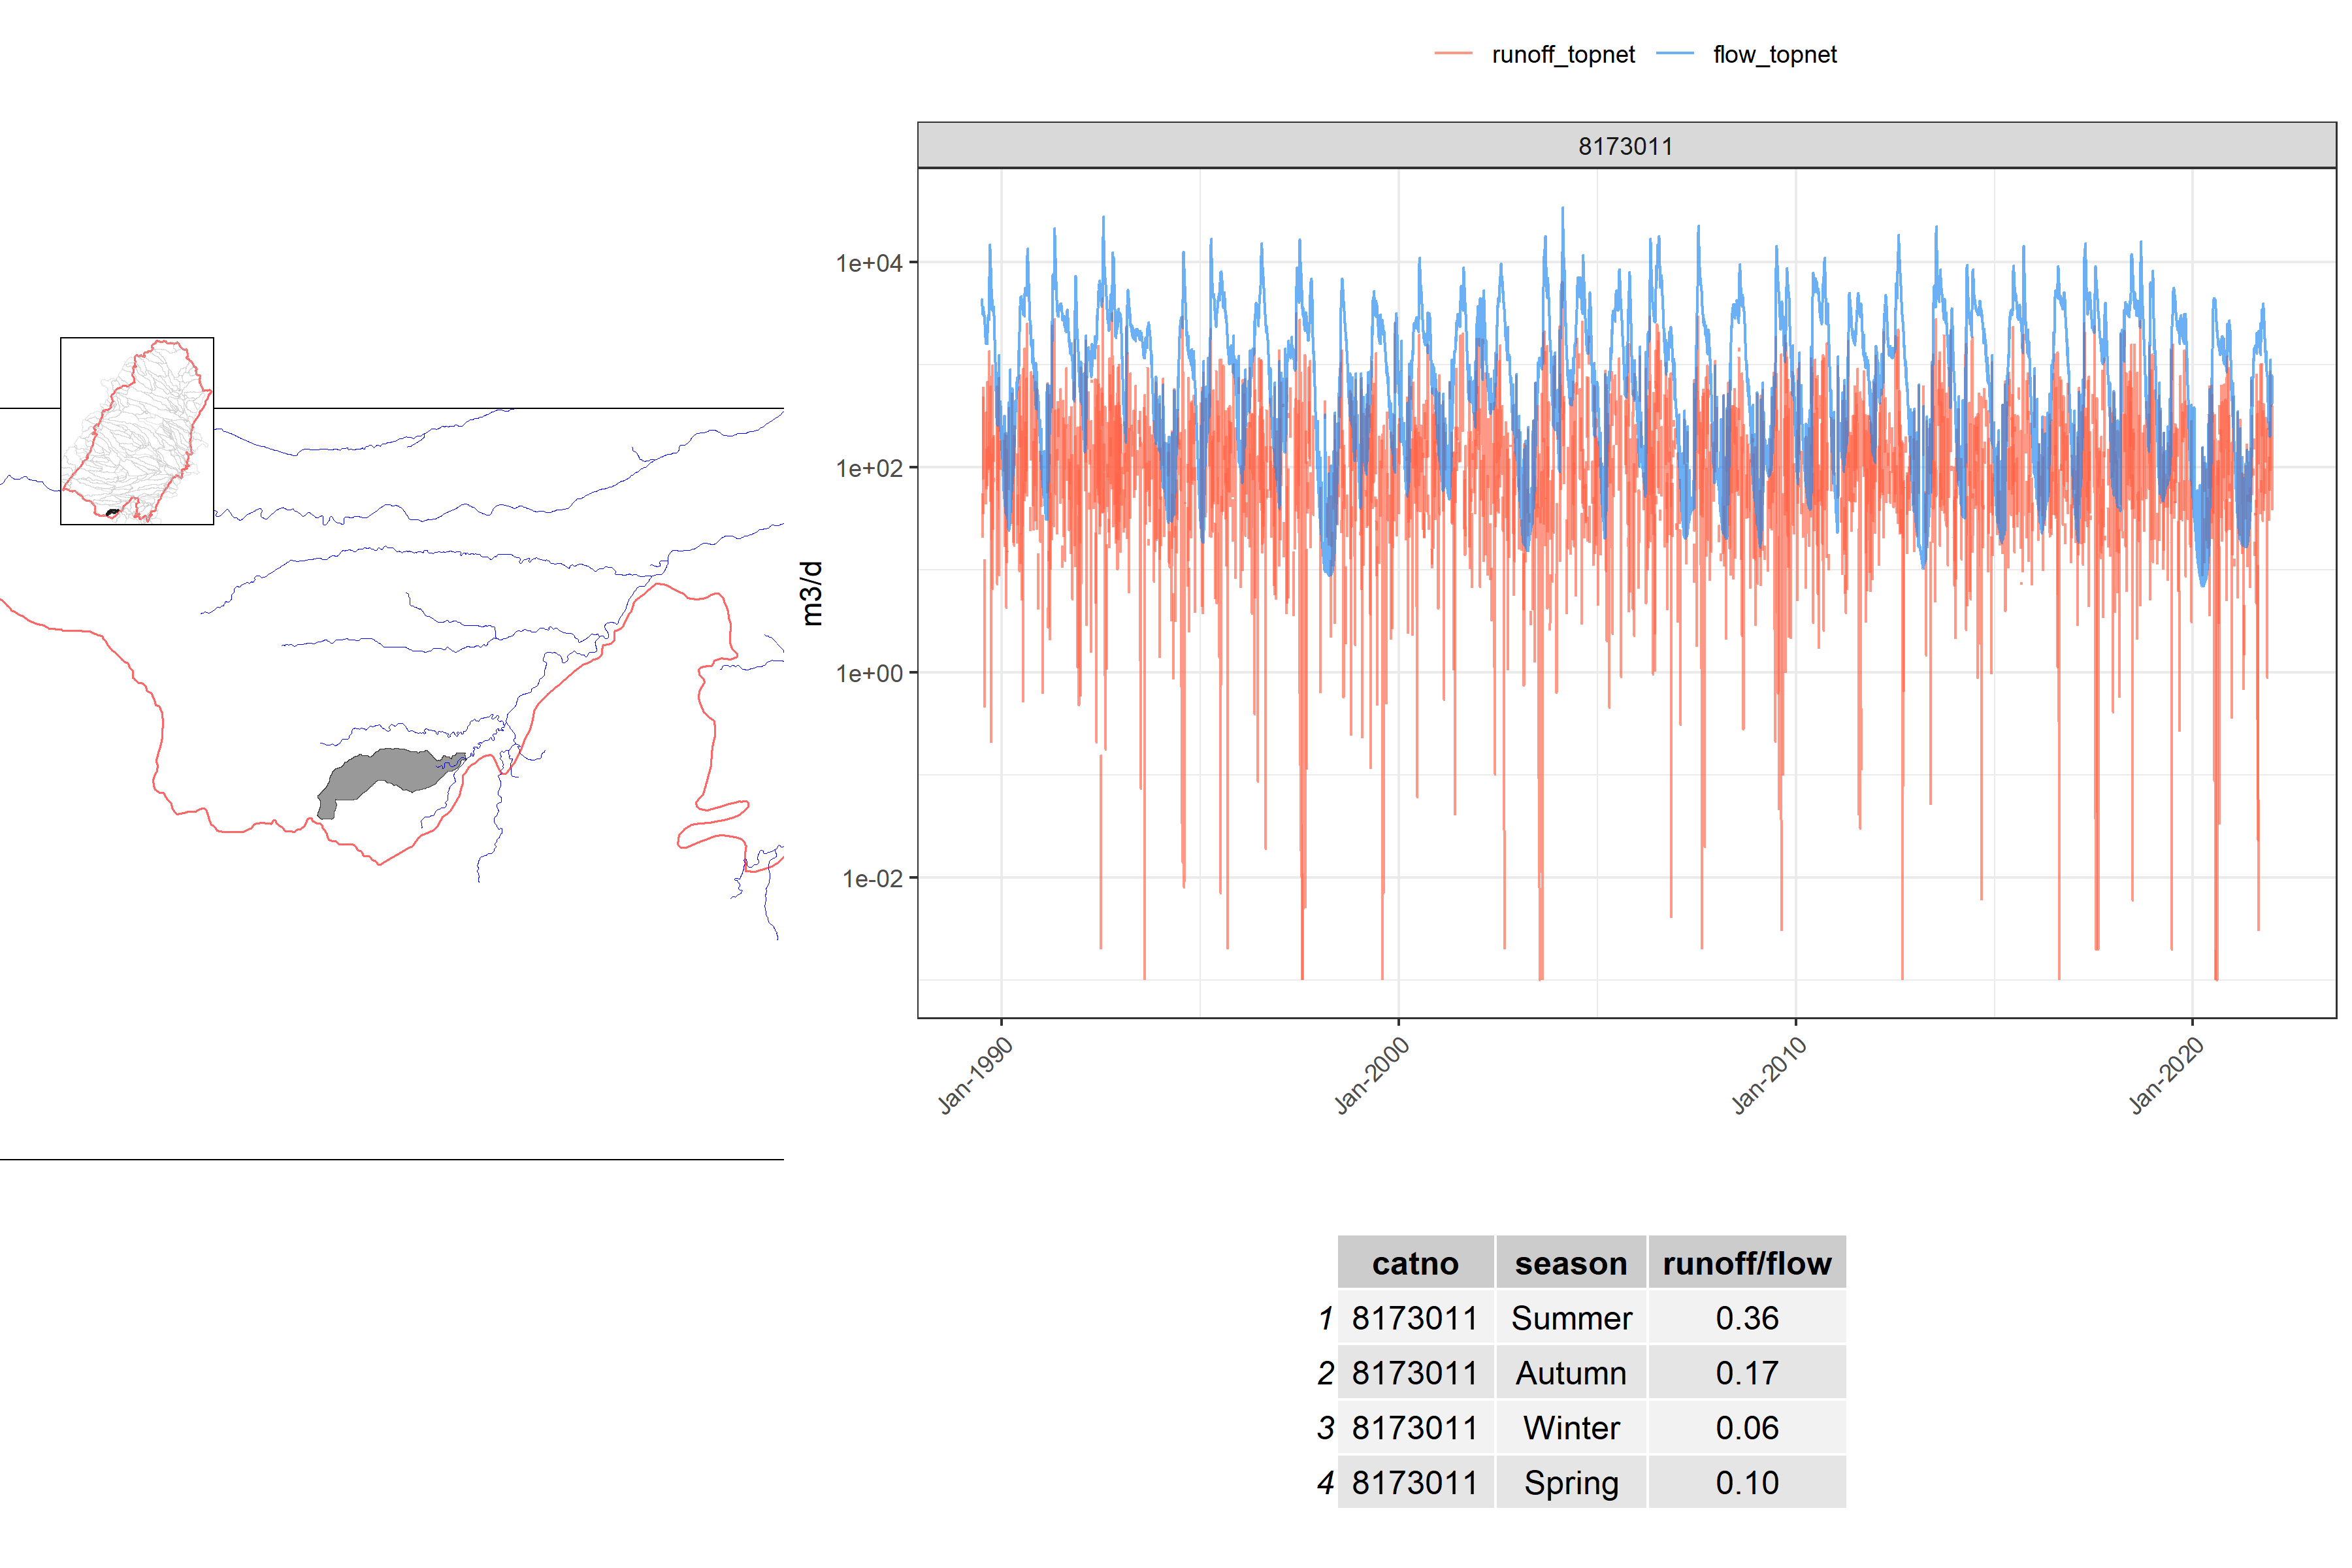 runoff_topnet flow_topnet
8173011
1e+04
1e+02
1e+00
1e-02
m3/d
Jan-1990 Jan-2000 Jan-2010 Jan-2020
catno season runoff/flow
1 8173011 Summer 0.36
2 8173011 Autumn 0.17
3 8173011 Winter 0.06
4 8173011 Spring 0.10